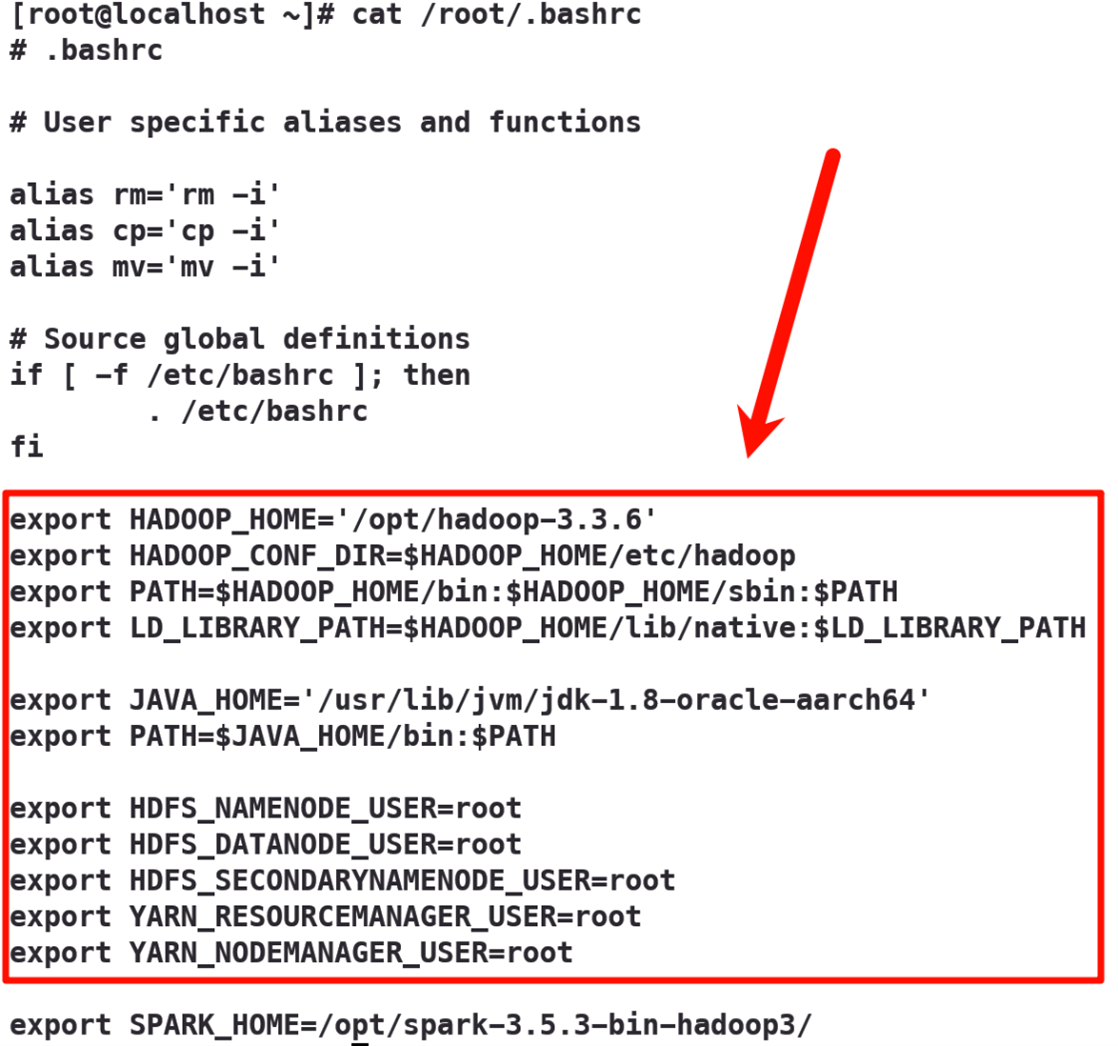 [root@localhost ~]# cat /root/.bashrc
# .bashrc
# User specific aliases and functions
alias rm='rm -i'
alias cp='cp -i'
alias mv='mv -i'
# Source global definitions
if [ -f /etc/bashrc ]; then
        . /etc/bashrc
fi
export HADOOP_HOME='/opt/hadoop-3.3.6'
export HADOOP_CONF_DIR=$HADOOP_HOME/etc/hadoop
export PATH=$HADOOP_HOME/bin:$HADOOP_HOME/sbin:$PATH
export LD_LIBRARY_PATH=$HADOOP_HOME/lib/native:$LD_LIBRARY_PATH
export JAVA_HOME='/usr/lib/jvm/jdk-1.8-oracle-aarch64'
export PATH=$JAVA_HOME/bin:$PATH
export HDFS_NAMENODE_USER=root
export HDFS_DATANODE_USER=root
export HDFS_SECONDARYNAMENODE_USER=root
export YARN_RESOURCEMANAGER_USER=root
export YARN_NODEMANAGER_USER=root
export SPARK_HOME=/opt/spark-3.5.3-bin-hadoop3/